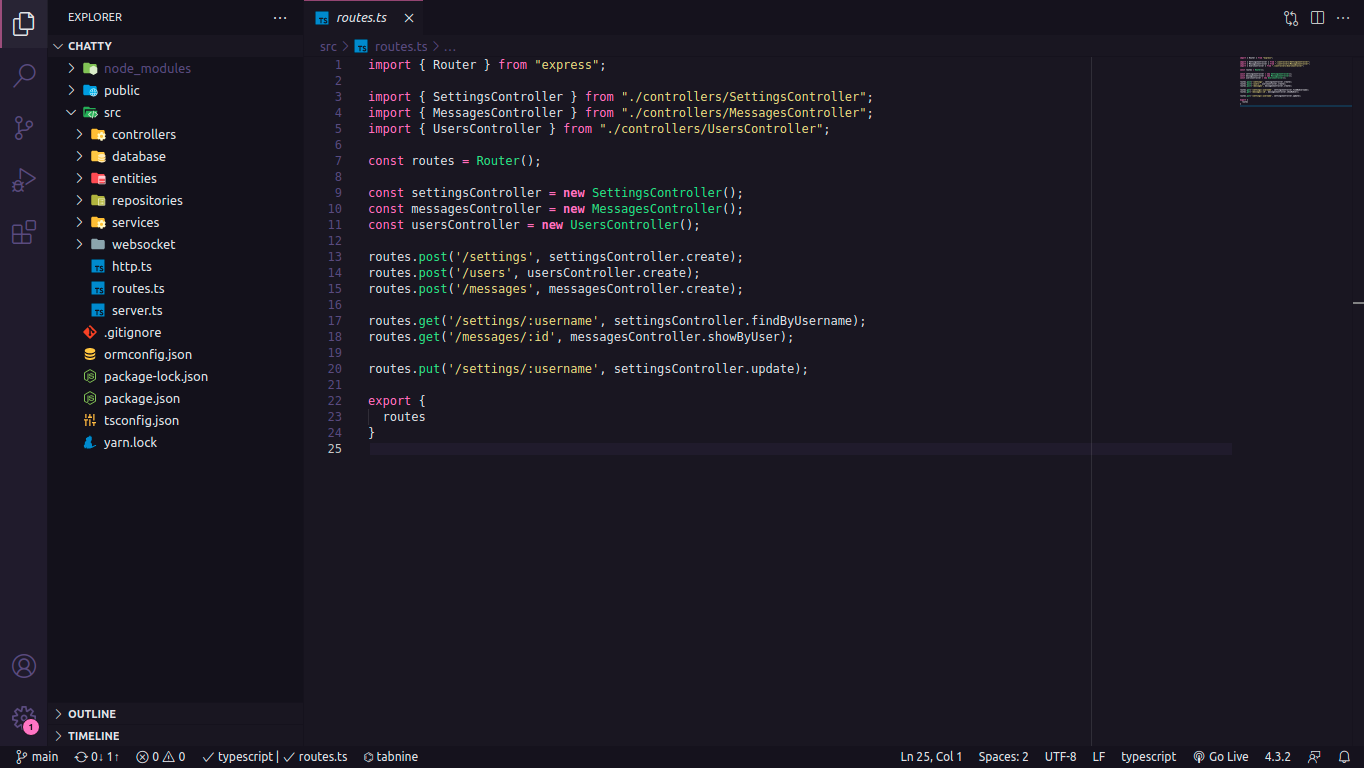 EXPLORER
CHATTY
node_modules
public
src
controllers
database
entities
repositories
services
websocket
http.ts
routes.ts
server.ts
.gitignore
ormconfig.json
package-lock.json
package.json
tsconfig.json
yarn.lock
OUTLINE
TIMELINE
1
routes.ts
src > routes.ts > ...
1 import { Router } from "express";
2
3 import { SettingsController } from "./controllers/SettingsController";
4 import { MessagesController } from "./controllers/MessagesController";
5 import { UsersController } from "./controllers/UsersController";
6
7 const routes = Router();
8
9 const settingsController = new SettingsController();
10 const messagesController = new MessagesController();
11 const usersController = new UsersController();
12
13 routes.post('/settings', settingsController.create);
14 routes.post('/users', usersController.create);
15 routes.post('/messages', messagesController.create);
16
17 routes.get('/settings/:username', settingsController.findByUsername);
18 routes.get('/messages/:id', messagesController.showByUser);
19
20 routes.put('/settings/:username', settingsController.update);
21
22 export {
23   routes
24 }
25
main 0↓ 1↑ 0 0 typescript | routes.ts tabnine Ln 25, Col 1 Spaces: 2 UTF-8 LF typescript Go Live 4.3.2